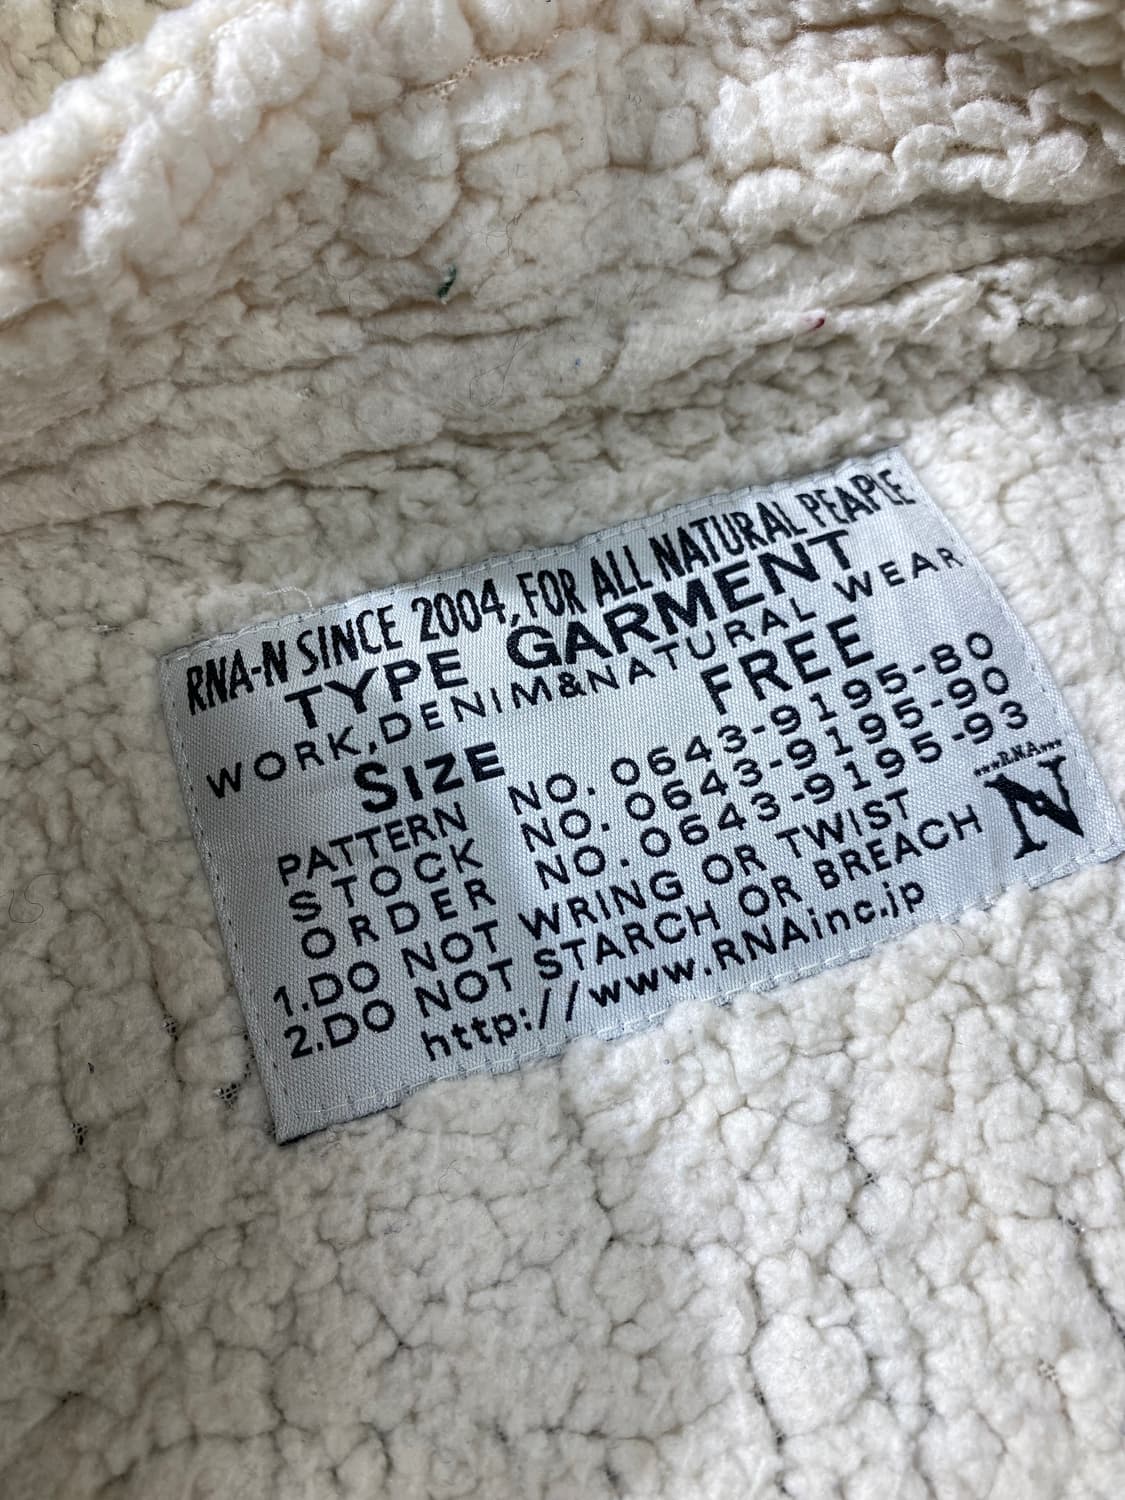 RNA-N SINCE 2004, FOR ALL NATURAL PEAPLE
TYPE GARMENT
WORK,DENIM&NATURAL WEAR
SIZE FREE
PATTERN NO. 0643-9195-80
STOCK NO. 0643-9195-90
ORDER NO. 0643-9195-93
1.DO NOT WRING OR TWIST
2.DO NOT STARCH OR BREACH
http://www.RNAinc.jp
...RNA...
N